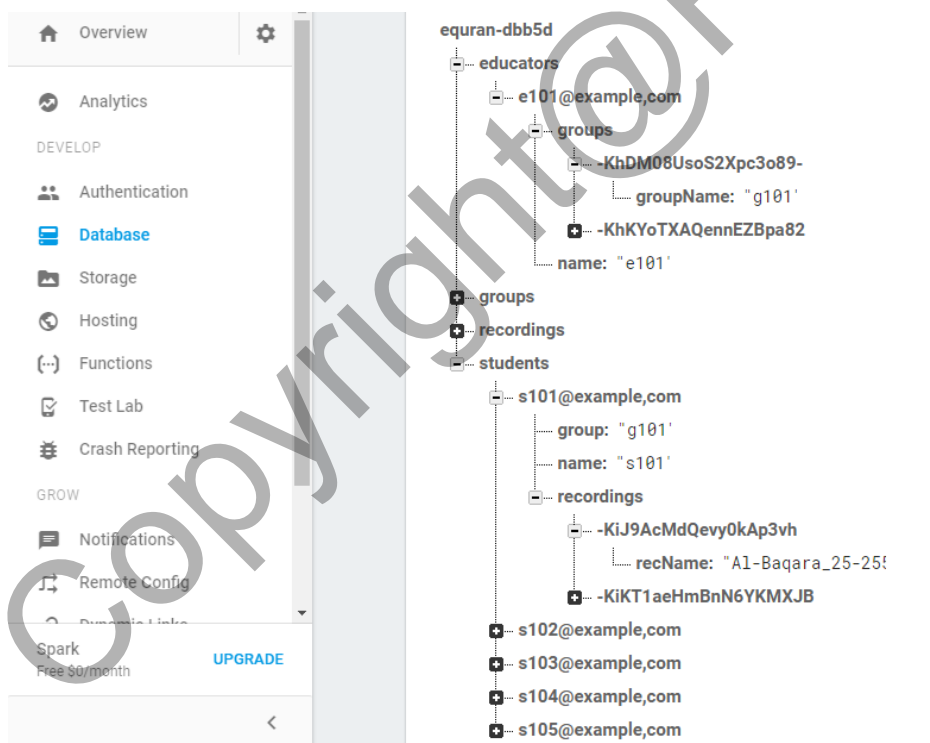 Overview
Analytics
DEVELOP
Authentication
Database
Storage
Hosting
Functions
Test Lab
Crash Reporting
GROW
Notifications
Remote Config
Dynamic Links
Spark
Free $0/month
UPGRADE
equran-dbb5d
educators
e101@example,com
groups
-KhDM08UsoS2Xpc3o89-
groupName: "g101"
-KhKYoTXAQennEZBpa82
name: "e101"
groups
recordings
students
s101@example,com
group: "g101"
name: "s101"
recordings
-KiJ9AcMdQevy0kAp3vh
recName: "Al-Baqara_25-255
-KiKT1aeHmBnN6YKMXJB
s102@example,com
s103@example,com
s104@example,com
s105@example,com
Copyright@